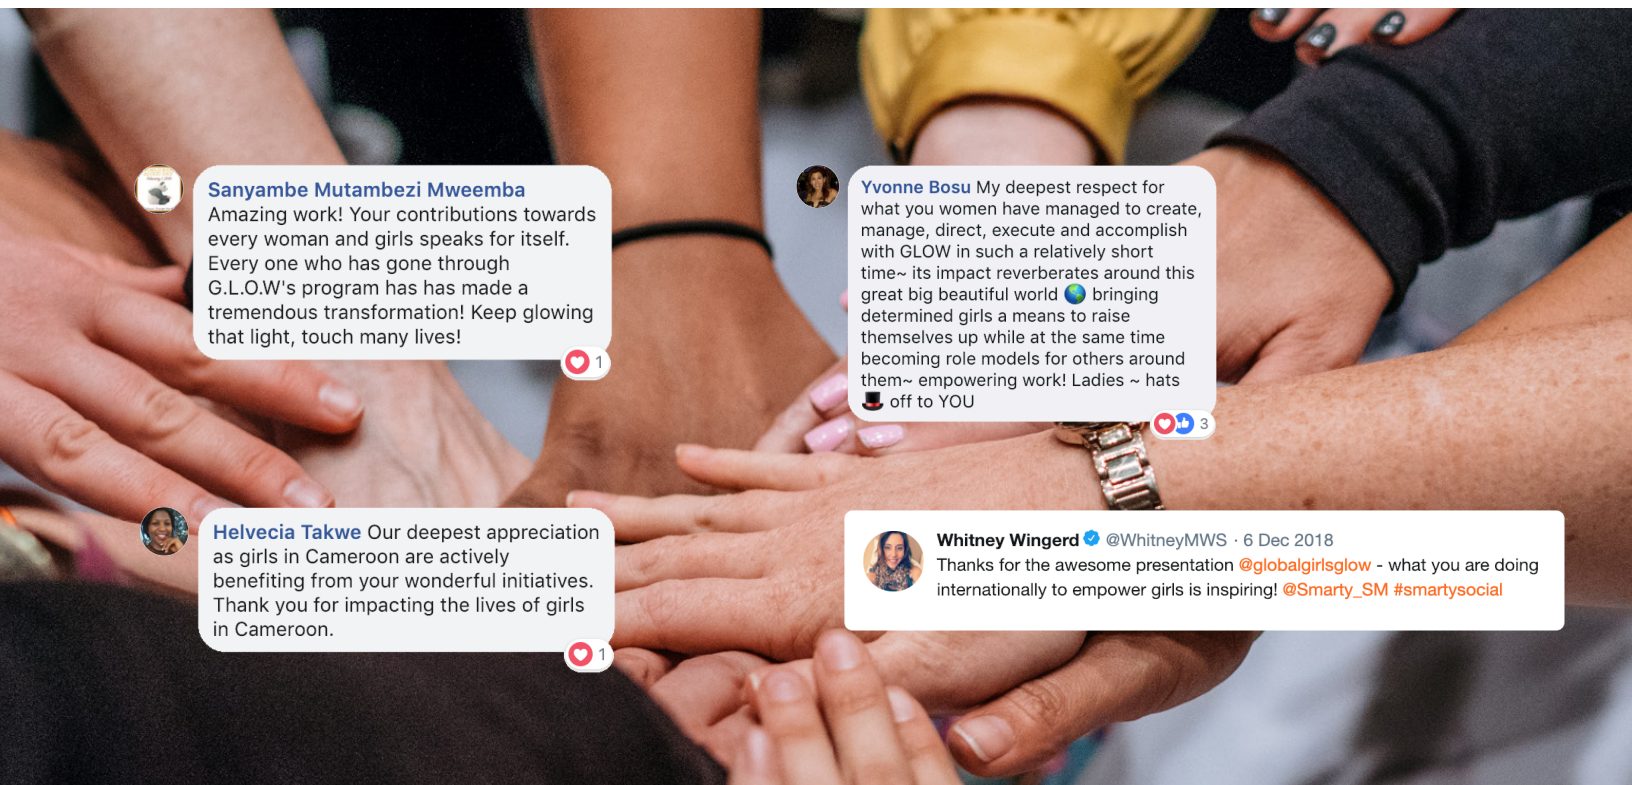 Sanyambe Mutambezi Mweemba
Amazing work! Your contributions towards
every woman and girls speaks for itself.
Every one who has gone through
G.L.O.W's program has has made a
tremendous transformation! Keep glowing
that light, touch many lives!
1
Yvonne Bosu My deepest respect for
what you women have managed to create,
manage, direct, execute and accomplish
with GLOW in such a relatively short
time~ its impact reverberates around this
great big beautiful world 🌎 bringing
determined girls a means to raise
themselves up while at the same time
becoming role models for others around
them~ empowering work! Ladies ~ hats
🎩 off to YOU
3
Helvecia Takwe Our deepest appreciation
as girls in Cameroon are actively
benefiting from your wonderful initiatives.
Thank you for impacting the lives of girls
in Cameroon.
1
Whitney Wingerd @WhitneyMWS · 6 Dec 2018
Thanks for the awesome presentation @globalgirlsglow - what you are doing
internationally to empower girls is inspiring! @Smarty_SM #smartysocial